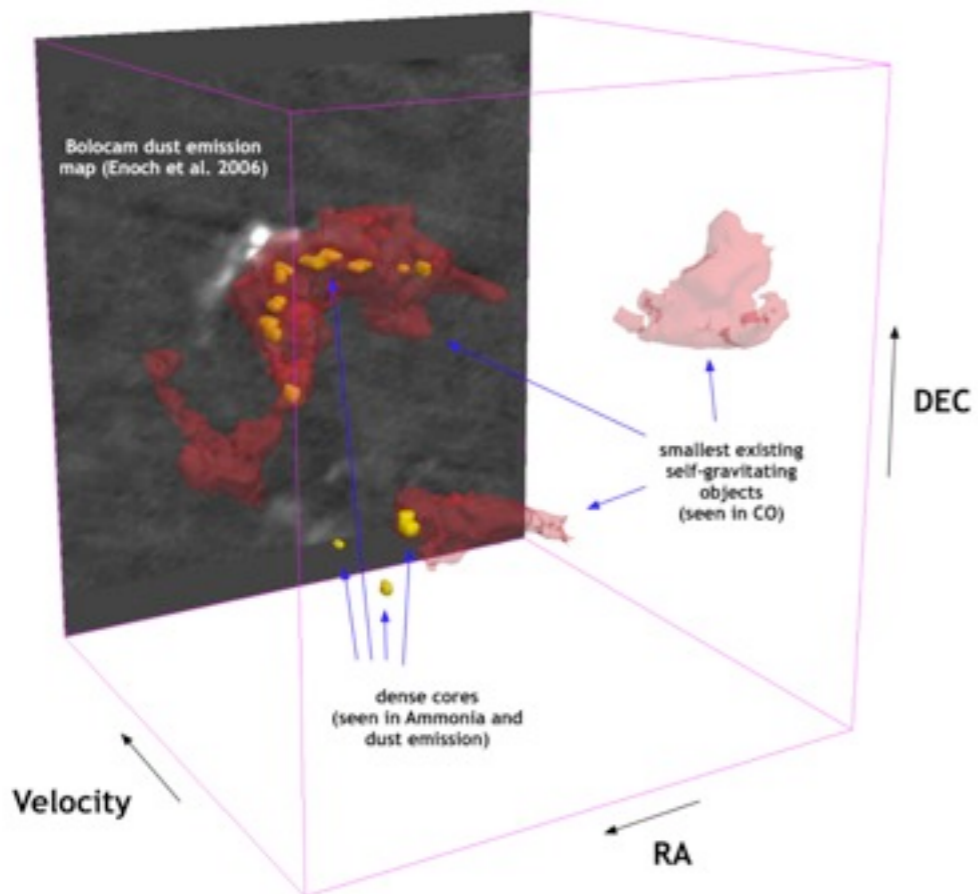 Bolocam dust emission
map (Enoch et al. 2006)
DEC
smallest existing
self-gravitating
objects
(seen in CO)
dense cores
(seen in Ammonia and
dust emission)
Velocity
RA